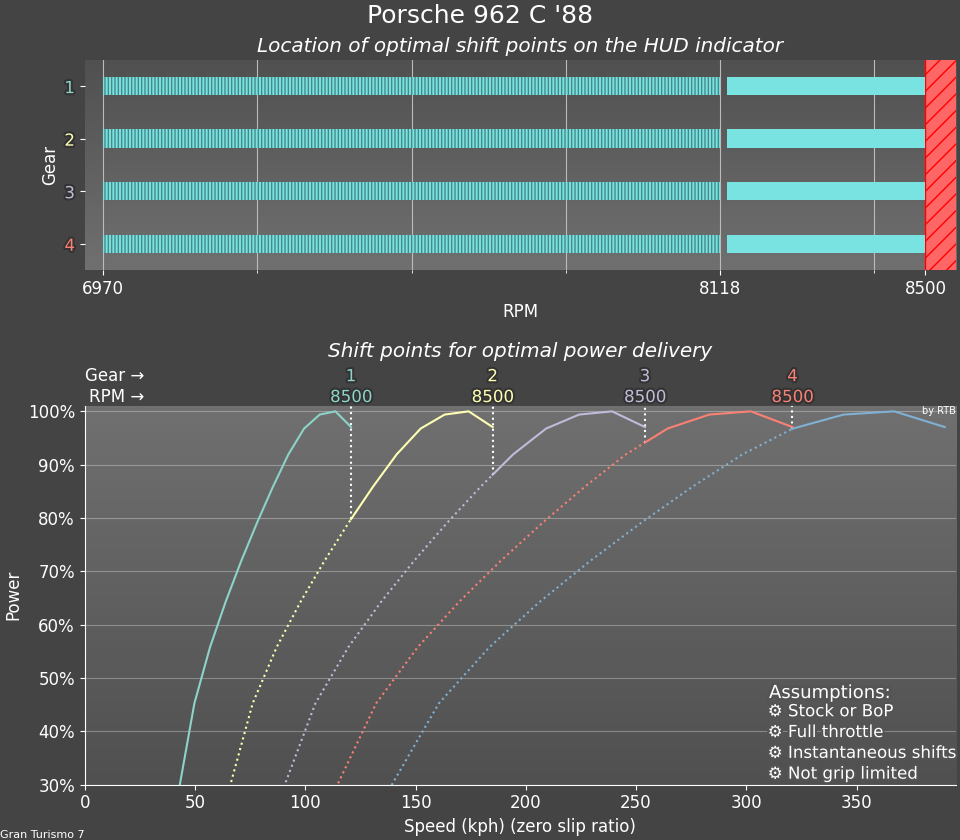 Porsche 962 C '88
Location of optimal shift points on the HUD indicator
Gear
1
2
3
4
6970 8118 8500
RPM
Shift points for optimal power delivery
Gear → 1 2 3 4
RPM → 8500 8500 8500 8500
by RTB
Power
100%
90%
80%
70%
60%
50%
40%
30%
Assumptions:
⚙ Stock or BoP
⚙ Full throttle
⚙ Instantaneous shifts
⚙ Not grip limited
0 50 100 150 200 250 300 350
Speed (kph) (zero slip ratio)
Gran Turismo 7